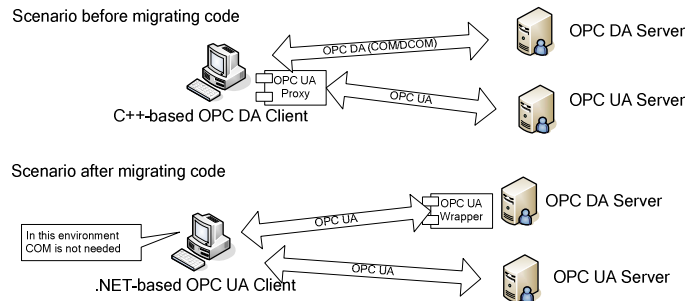 Scenario before migrating code
OPC DA (COM/DCOM)
OPC DA Server
OPC UA
Proxy
OPC UA
OPC UA Server
C++-based OPC DA Client
Scenario after migrating code
In this environment
COM is not needed
OPC UA
OPC UA
Wrapper
OPC DA Server
OPC UA
.NET-based OPC UA Client
OPC UA Server